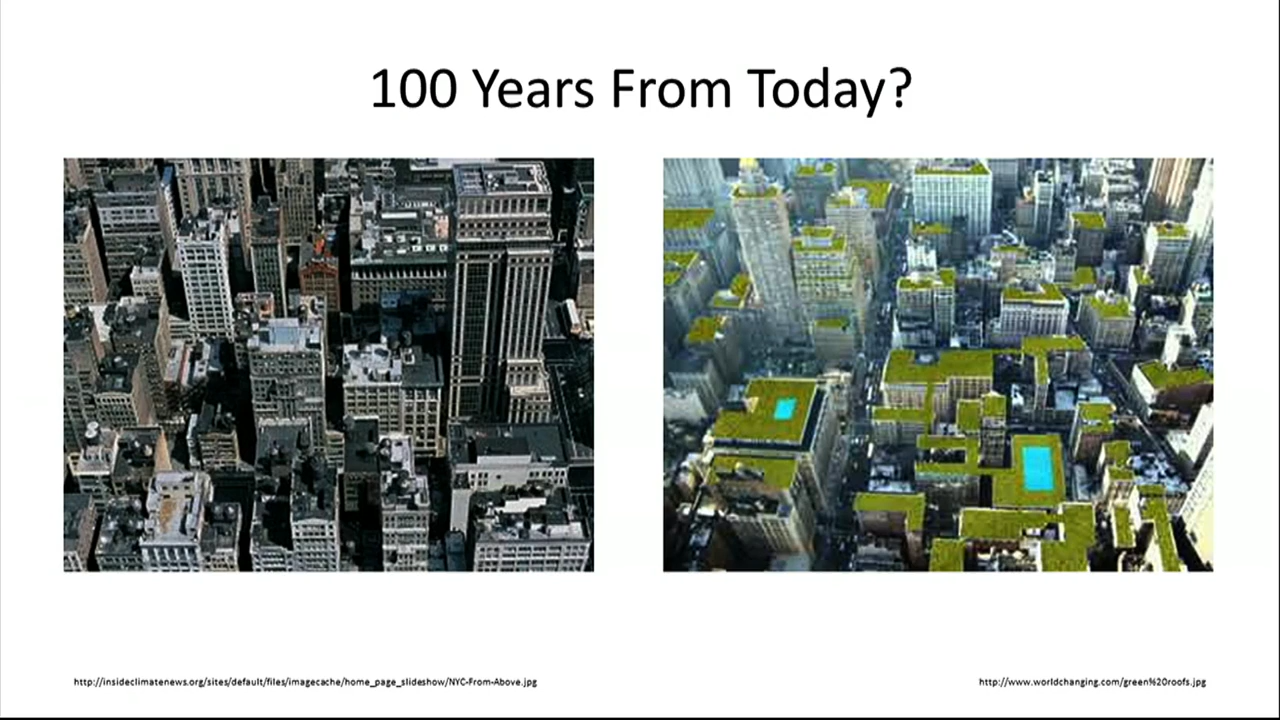 100 Years From Today?
http://insideclimatenews.org/sites/default/files/imagecache/home_page_slideshow/NYC-From-Above.jpg
http://www.worldchanging.com/green%20roofs.jpg